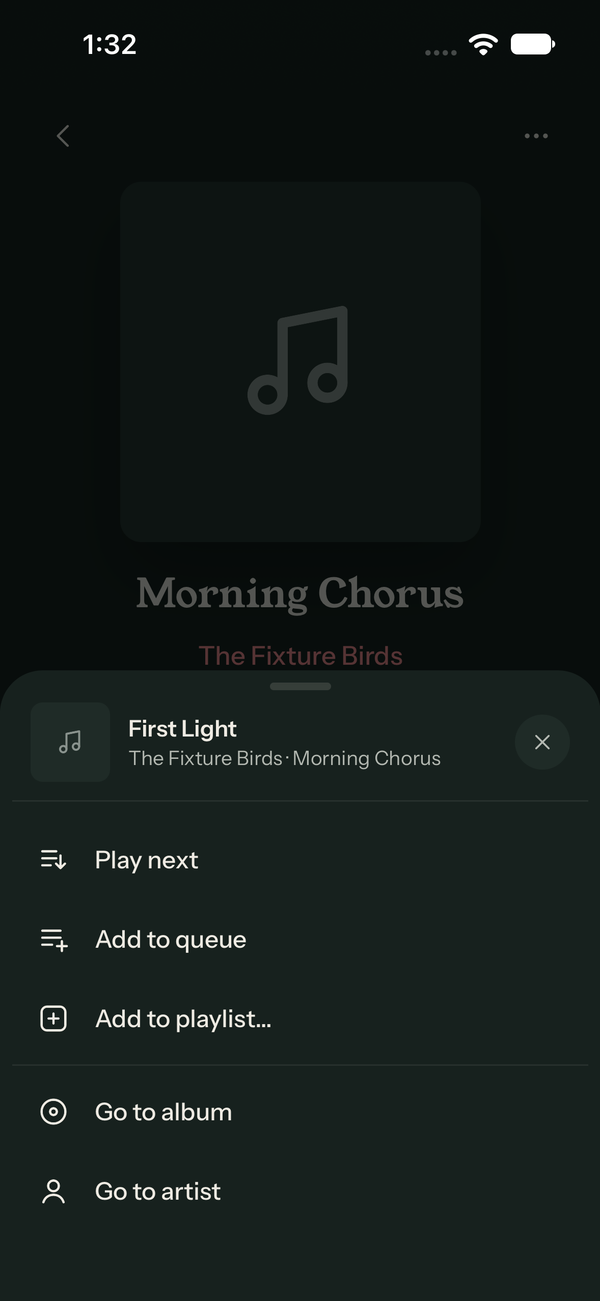 1:32
Morning Chorus
The Fixture Birds
First Light
The Fixture Birds · Morning Chorus
Play next
Add to queue
Add to playlist...
Go to album
Go to artist